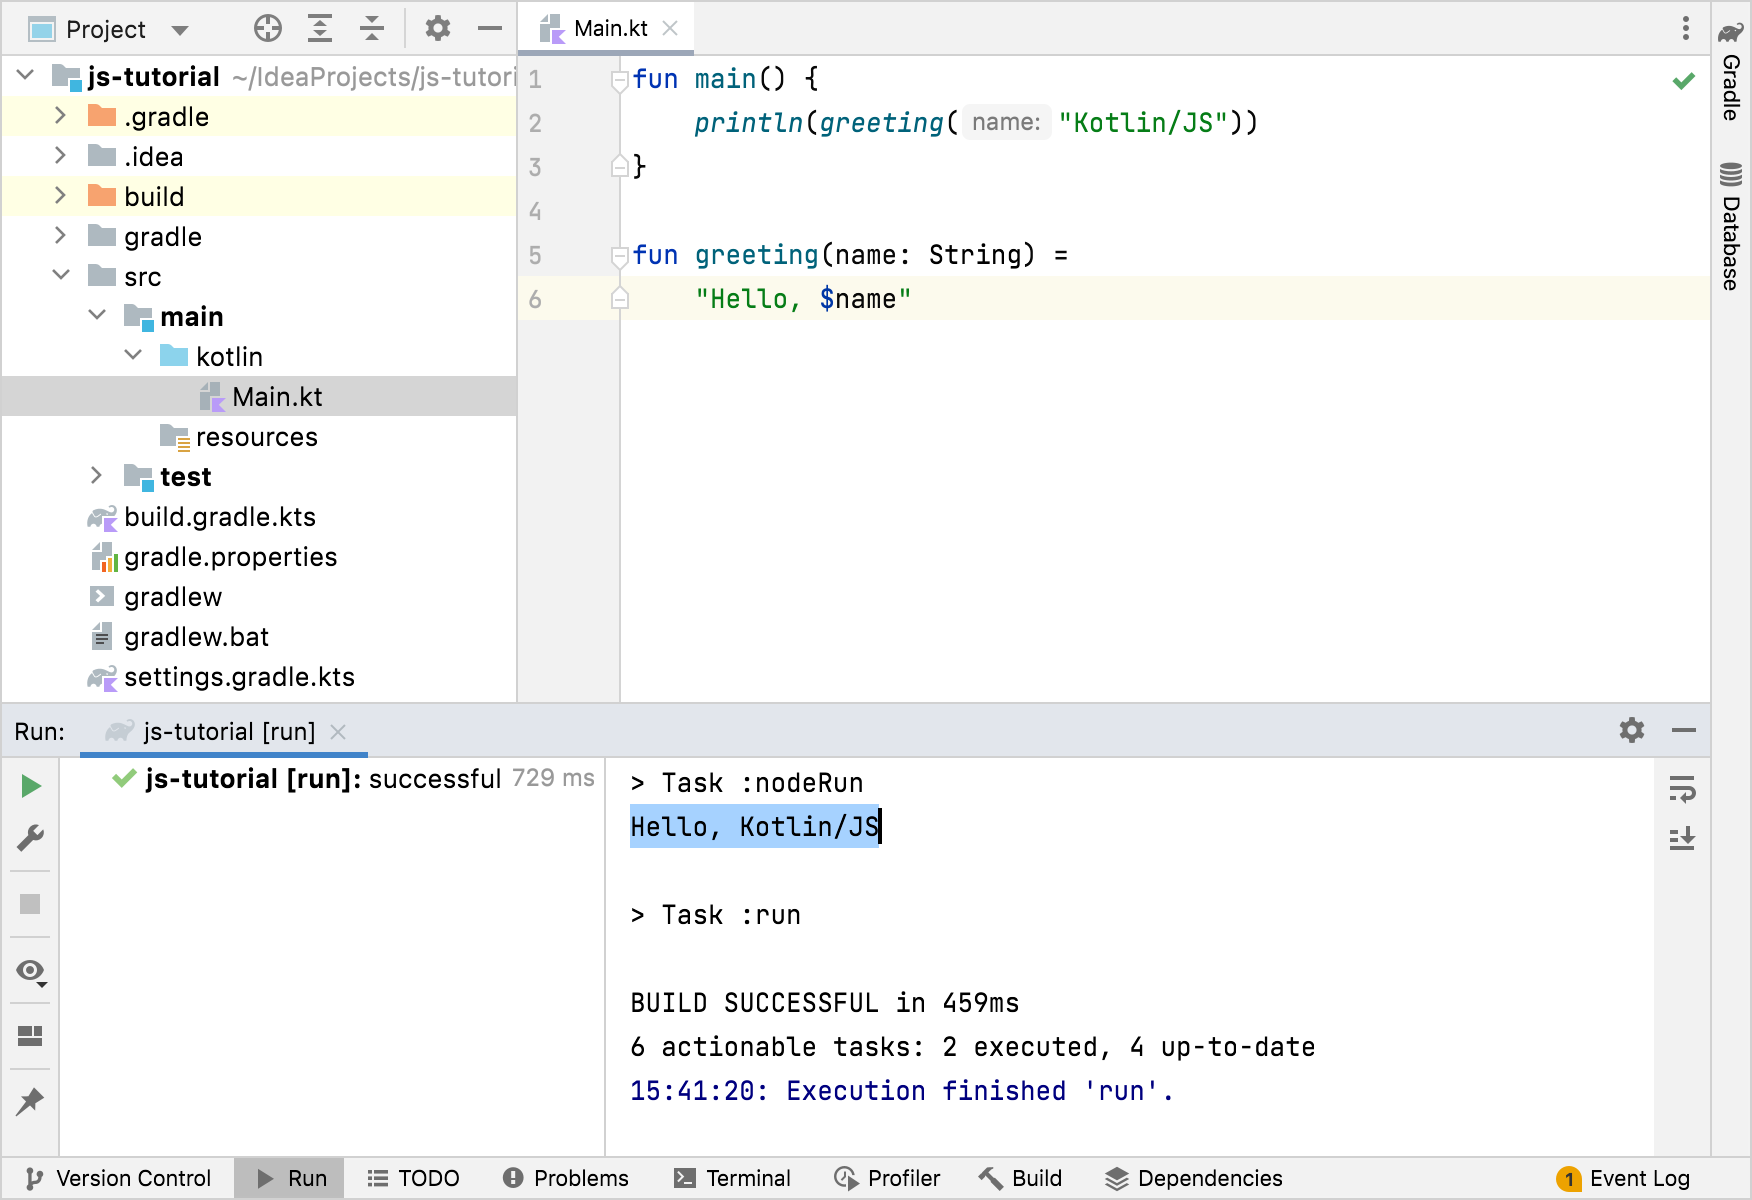 Project
Main.kt
js-tutorial ~/IdeaProjects/js-tutori
.gradle
.idea
build
gradle
src
main
kotlin
Main.kt
resources
test
build.gradle.kts
gradle.properties
gradlew
gradlew.bat
settings.gradle.kts
1 fun main() {
2 println(greeting( name: "Kotlin/JS"))
3 }
4
5 fun greeting(name: String) =
6 "Hello, $name"
Gradle
Database
Run: js-tutorial [run]
js-tutorial [run]: successful 729 ms
> Task :nodeRun
Hello, Kotlin/JS
> Task :run
BUILD SUCCESSFUL in 459ms
6 actionable tasks: 2 executed, 4 up-to-date
15:41:20: Execution finished 'run'.
Version Control Run TODO Problems Terminal Profiler Build Dependencies 1 Event Log